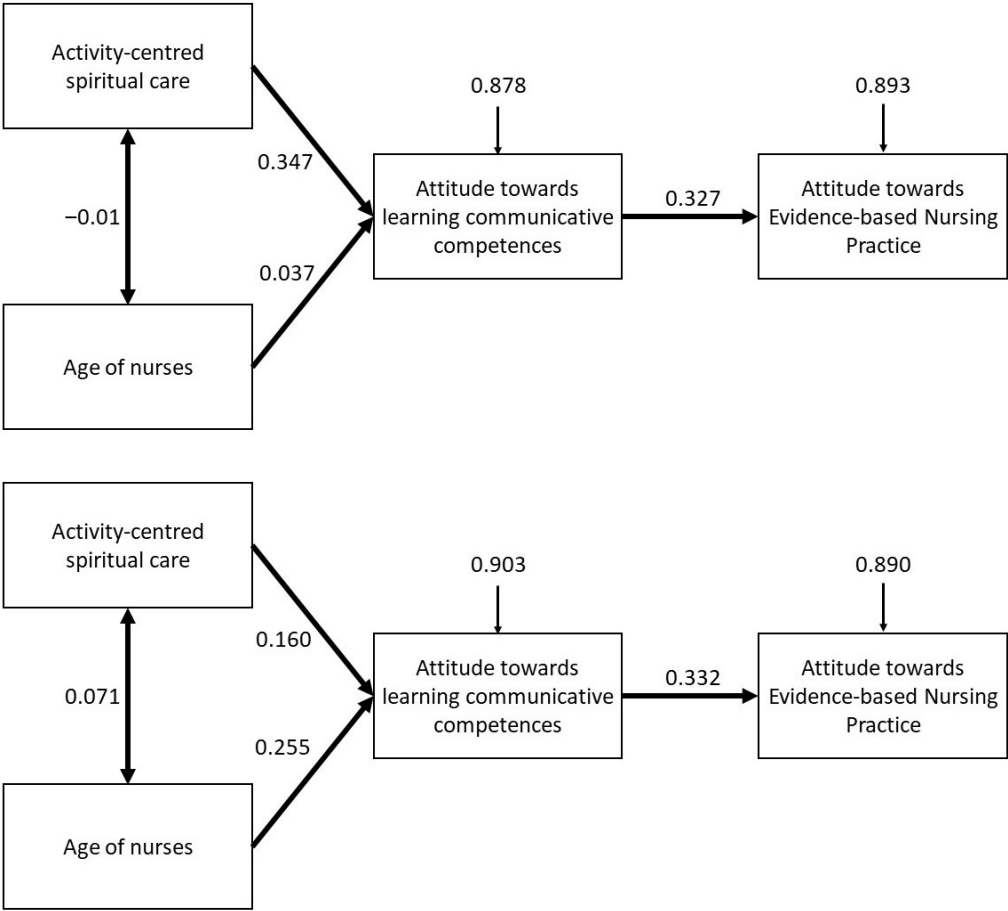 Activity-centred
spiritual care
0.878
0.893
0.347
Attitude towards
learning communicative
competences
0.327
Attitude towards
Evidence-based Nursing
Practice
−0.01
0.037
Age of nurses
Activity-centred
spiritual care
0.903
0.890
0.160
Attitude towards
learning communicative
competences
0.332
Attitude towards
Evidence-based Nursing
Practice
0.071
0.255
Age of nurses